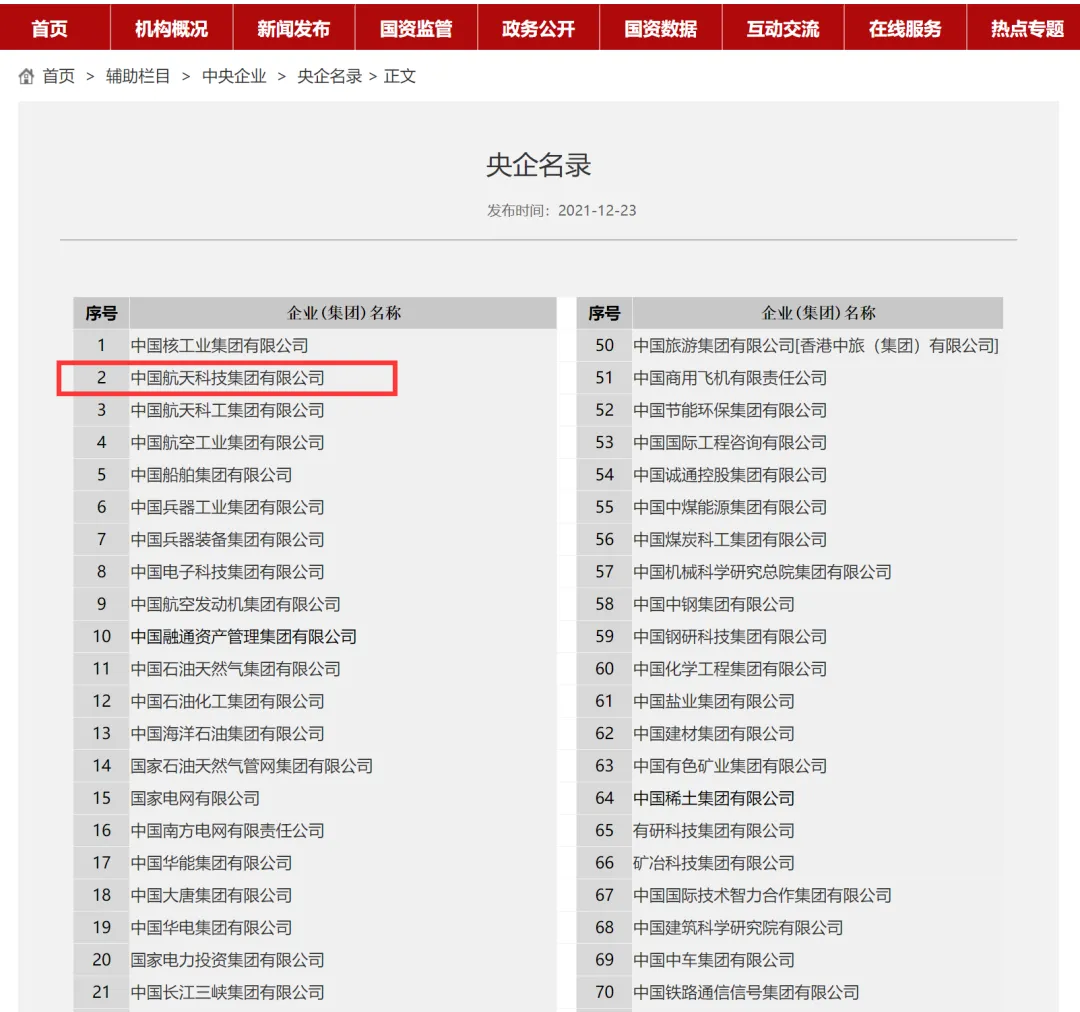 首页 机构概况 新闻发布 国资监管 政务公开 国资数据 互动交流 在线服务 热点专题
首页 > 辅助栏目 > 中央企业 > 央企名录 > 正文
央企名录
发布时间：2021-12-23
序号 企业(集团)名称 序号 企业(集团)名称
1 中国核工业集团有限公司 50 中国旅游集团有限公司[香港中旅（集团）有限公司]
2 中国航天科技集团有限公司 51 中国商用飞机有限责任公司
3 中国航天科工集团有限公司 52 中国节能环保集团有限公司
4 中国航空工业集团有限公司 53 中国国际工程咨询有限公司
5 中国船舶集团有限公司 54 中国诚通控股集团有限公司
6 中国兵器工业集团有限公司 55 中国中煤能源集团有限公司
7 中国兵器装备集团有限公司 56 中国煤炭科工集团有限公司
8 中国电子科技集团有限公司 57 中国机械科学研究总院集团有限公司
9 中国航空发动机集团有限公司 58 中国中钢集团有限公司
10 中国融通资产管理集团有限公司 59 中国钢研科技集团有限公司
11 中国石油天然气集团有限公司 60 中国化学工程集团有限公司
12 中国石油化工集团有限公司 61 中国盐业集团有限公司
13 中国海洋石油集团有限公司 62 中国建材集团有限公司
14 国家石油天然气管网集团有限公司 63 中国有色矿业集团有限公司
15 国家电网有限公司 64 中国稀土集团有限公司
16 中国南方电网有限责任公司 65 有研科技集团有限公司
17 中国华能集团有限公司 66 矿冶科技集团有限公司
18 中国大唐集团有限公司 67 中国国际技术智力合作集团有限公司
19 中国华电集团有限公司 68 中国建筑科学研究院有限公司
20 国家电力投资集团有限公司 69 中国中车集团有限公司
21 中国长江三峡集团有限公司 70 中国铁路通信信号集团有限公司